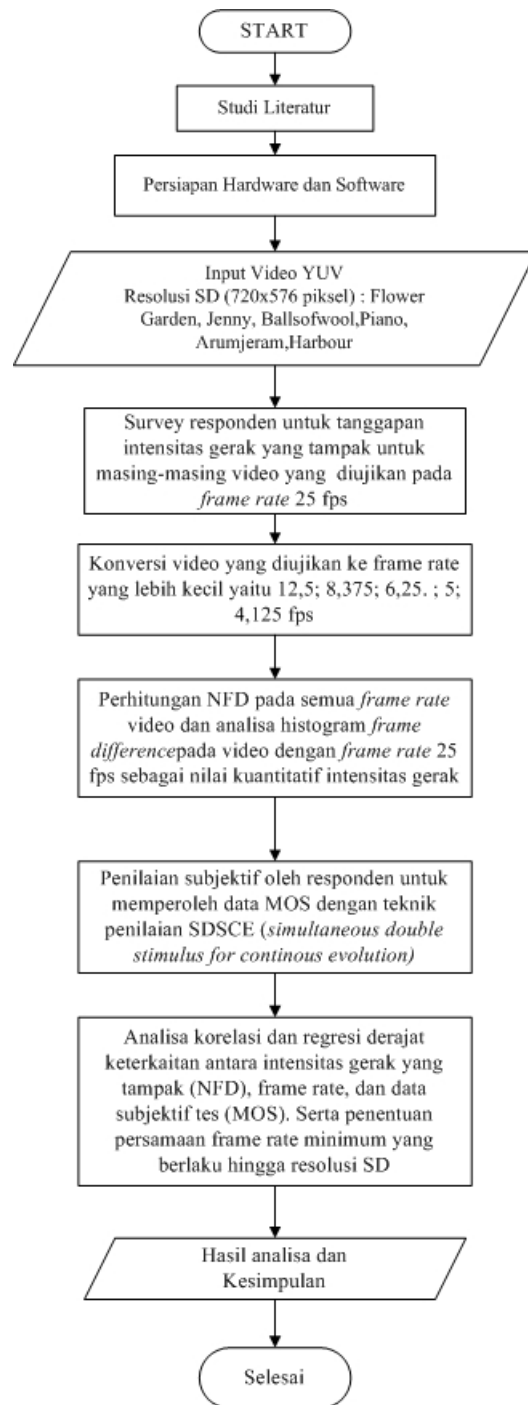 START
Studi Literatur
Persiapan Hardware dan Software
Input Video YUV
Resolusi SD (720x576 piksel) : Flower
Garden, Jenny, Ballsofwool,Piano,
Arumjeram,Harbour
Survey responden untuk tanggapan
intensitas gerak yang tampak untuk
masing-masing video yang diujikan pada
frame rate 25 fps
Konversi video yang diujikan ke frame rate
yang lebih kecil yaitu 12,5; 8,375; 6,25. ; 5;
4,125 fps
Perhitungan NFD pada semua frame rate
video dan analisa histogram frame
differencepada video dengan frame rate 25
fps sebagai nilai kuantitatif intensitas gerak
Penilaian subjektif oleh responden untuk
memperoleh data MOS dengan teknik
penilaian SDSCE (simultaneous double
stimulus for continous evolution)
Analisa korelasi dan regresi derajat
keterkaitan antara intensitas gerak yang
tampak (NFD), frame rate, dan data
subjektif tes (MOS). Serta penentuan
persamaan frame rate minimum yang
berlaku hingga resolusi SD
Hasil analisa dan
Kesimpulan
Selesai